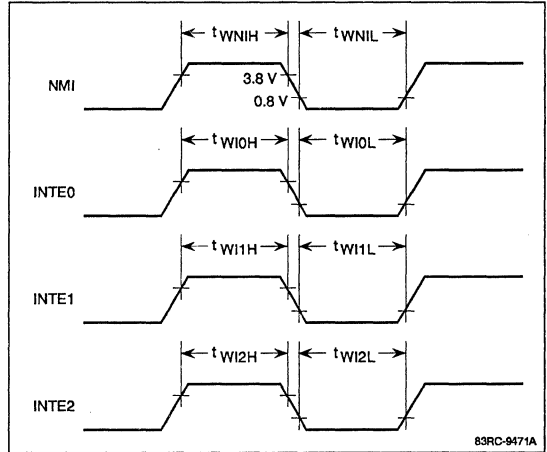 t WNIH t WNIL
NMI
3.8 V
0.8 V
t WI0H t WI0L
INTE0
t WI1H t WI1L
INTE1
t WI2H t WI2L
INTE2
83RC-9471A